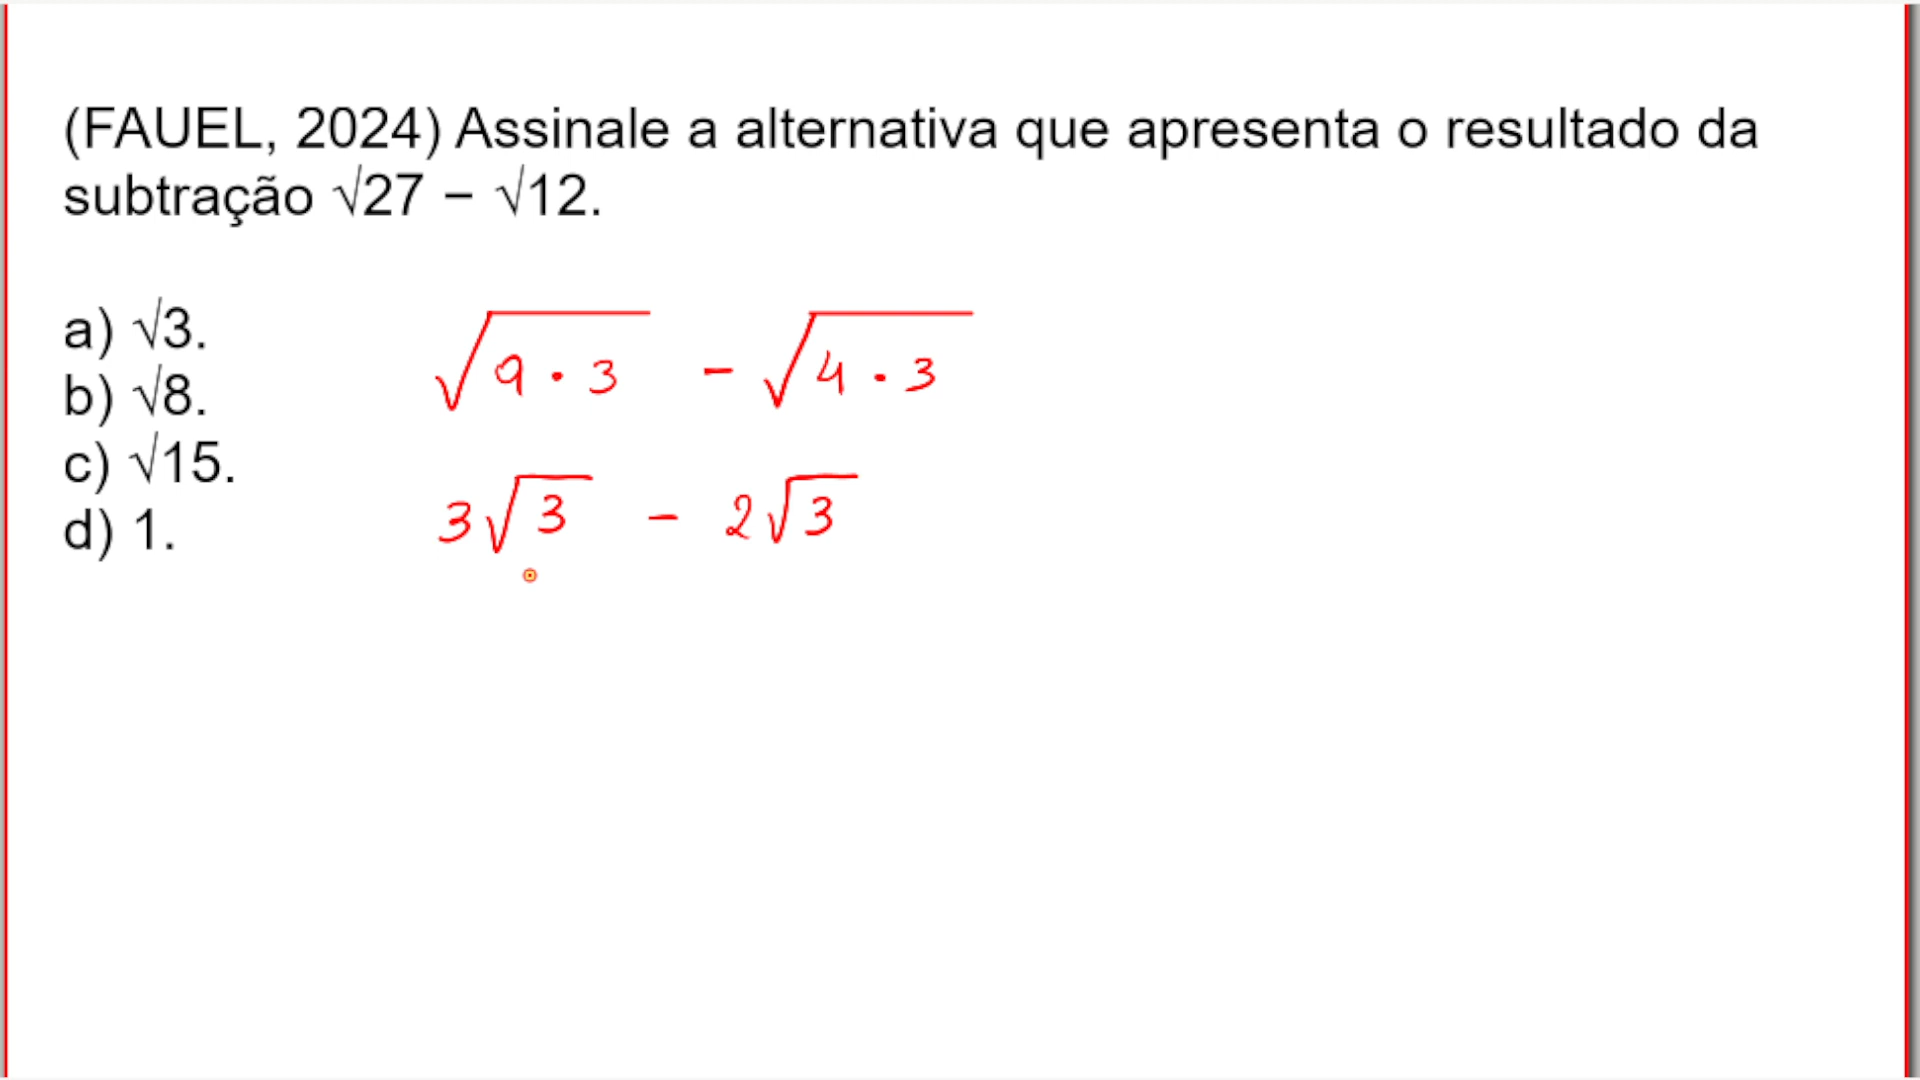 (FAUEL, 2024) Assinale a alternativa que apresenta o resultado da
subtração √27 − √12.
a) √3.
b) √8.
c) √15.
d) 1.
√9·3 - √4·3
3√3 - 2√3